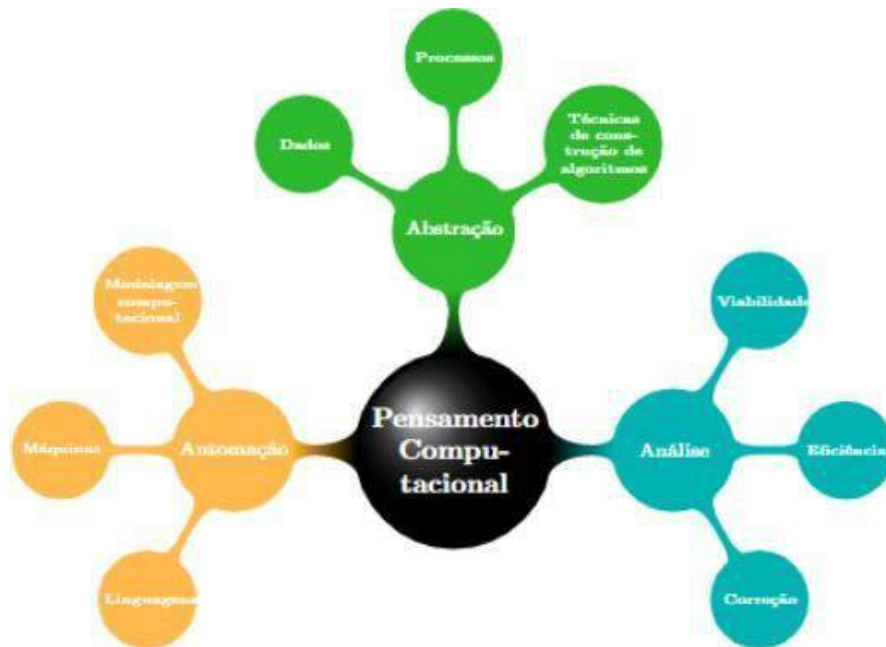 Processos
Dados
Técnicas
de cons-
trução de
algoritmos
Abstração
Modelagem
compu-
tacional
Viabilidade
Pensamento
Compu-
tacional
Máquinas
Automação
Análise
Eficiência
Linguagens
Correção